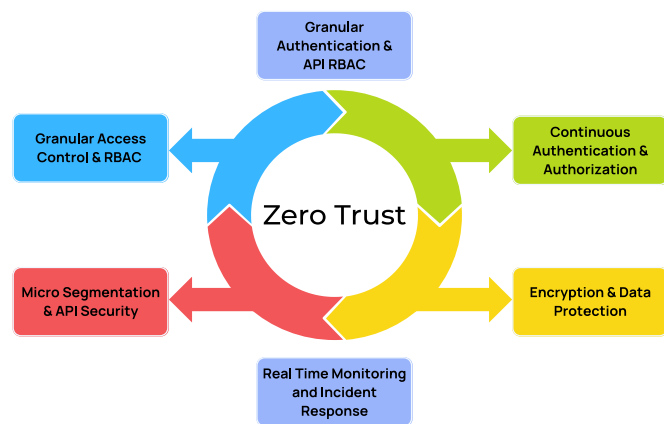 Granular
Authentication &
API RBAC
Granular Access
Control & RBAC
Continuous
Authentication &
Authorization
Zero Trust
Micro Segmentation
& API Security
Encryption & Data
Protection
Real Time Monitoring
and Incident
Response